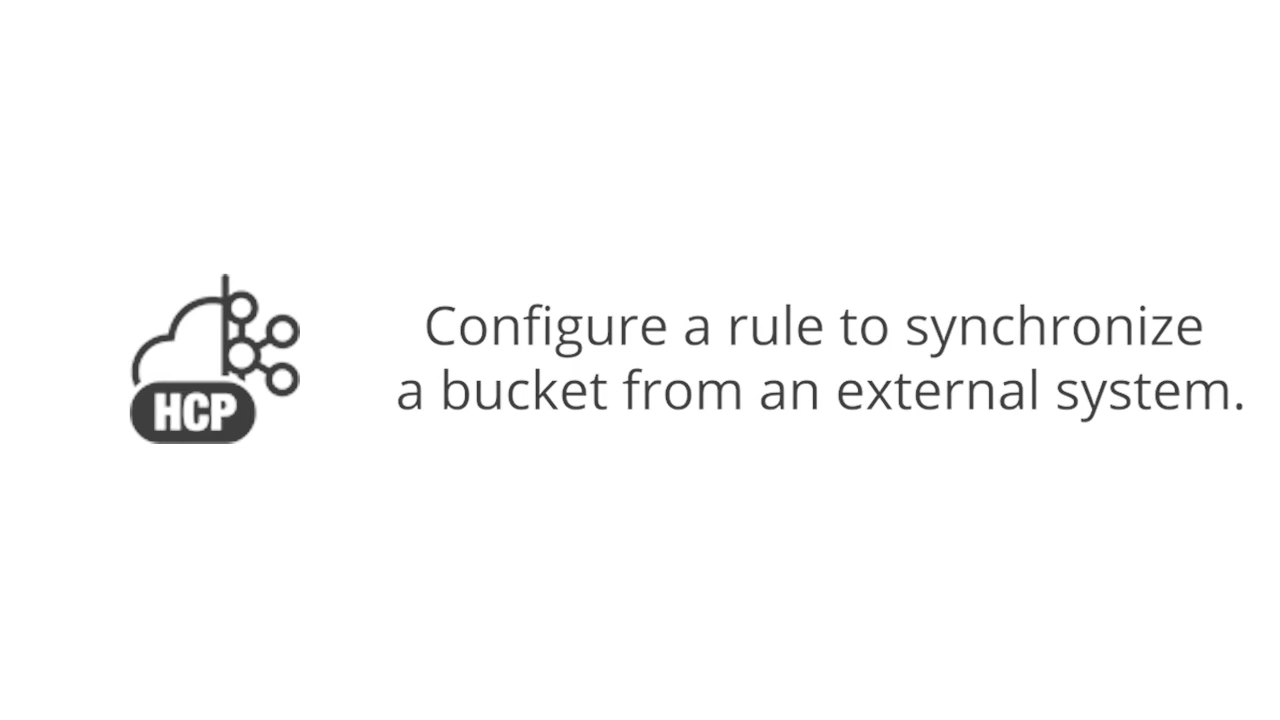 HCP
Configure a rule to synchronize
a bucket from an external system.